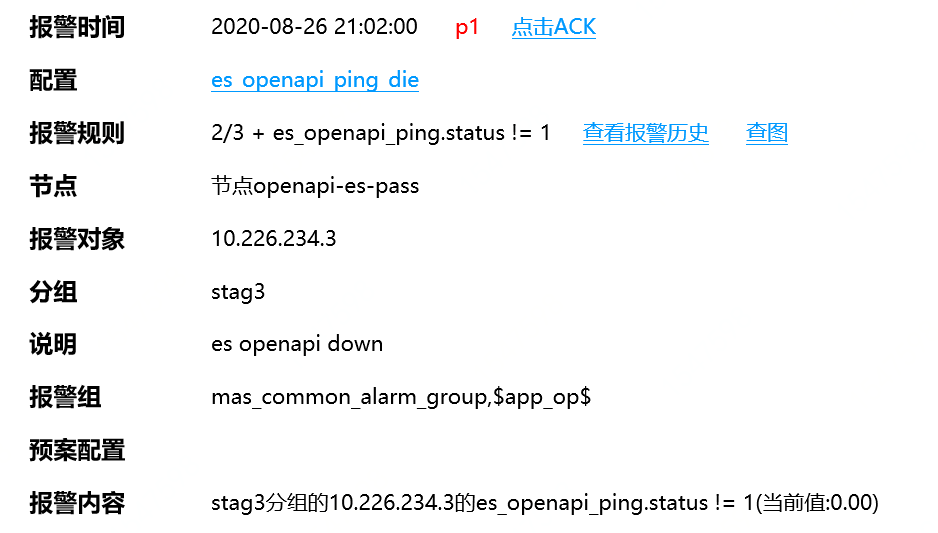 报警时间 2020-08-26 21:02:00 p1 点击ACK
配置 es_openapi_ping_die
报警规则 2/3 + es_openapi_ping.status != 1 查看报警历史 查图
节点 节点openapi-es-pass
报警对象 10.226.234.3
分组 stag3
说明 es openapi down
报警组 mas_common_alarm_group,$app_op$
预案配置
报警内容 stag3分组的10.226.234.3的es_openapi_ping.status != 1(当前值:0.00)